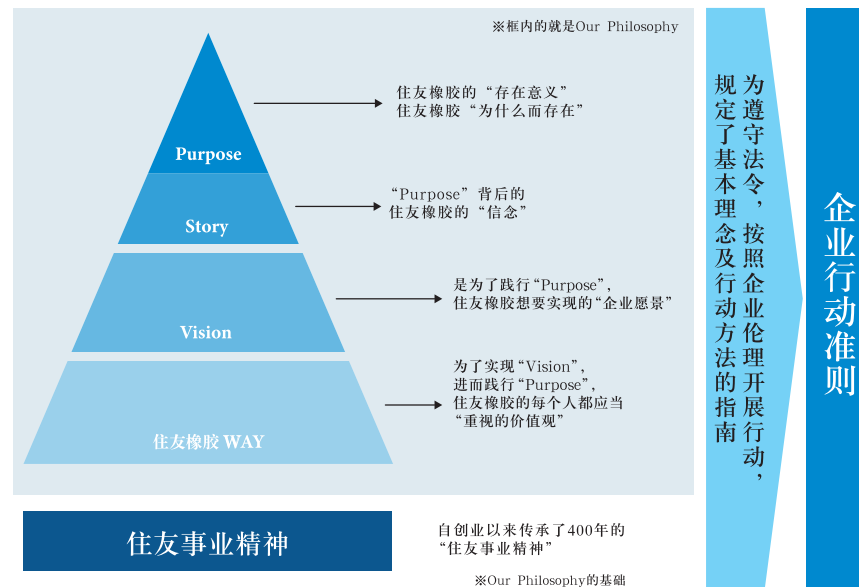 ※框内的就是Our Philosophy
Purpose
住友橡胶的“存在意义”
住友橡胶“为什么而存在”
Story
“Purpose”背后的
住友橡胶的“信念”
Vision
是为了践行“Purpose”,
住友橡胶想要实现的“企业愿景”
住友橡胶 WAY
为了实现“Vision”,
进而践行“Purpose”,
住友橡胶的每个人都应当
“重视的价值观”
住友事业精神
自创业以来传承了400年的
“住友事业精神”
※Our Philosophy的基础
为遵守法令，按照企业伦理开展行动，
规定了基本理念及行动方法的指南
企业行动准则